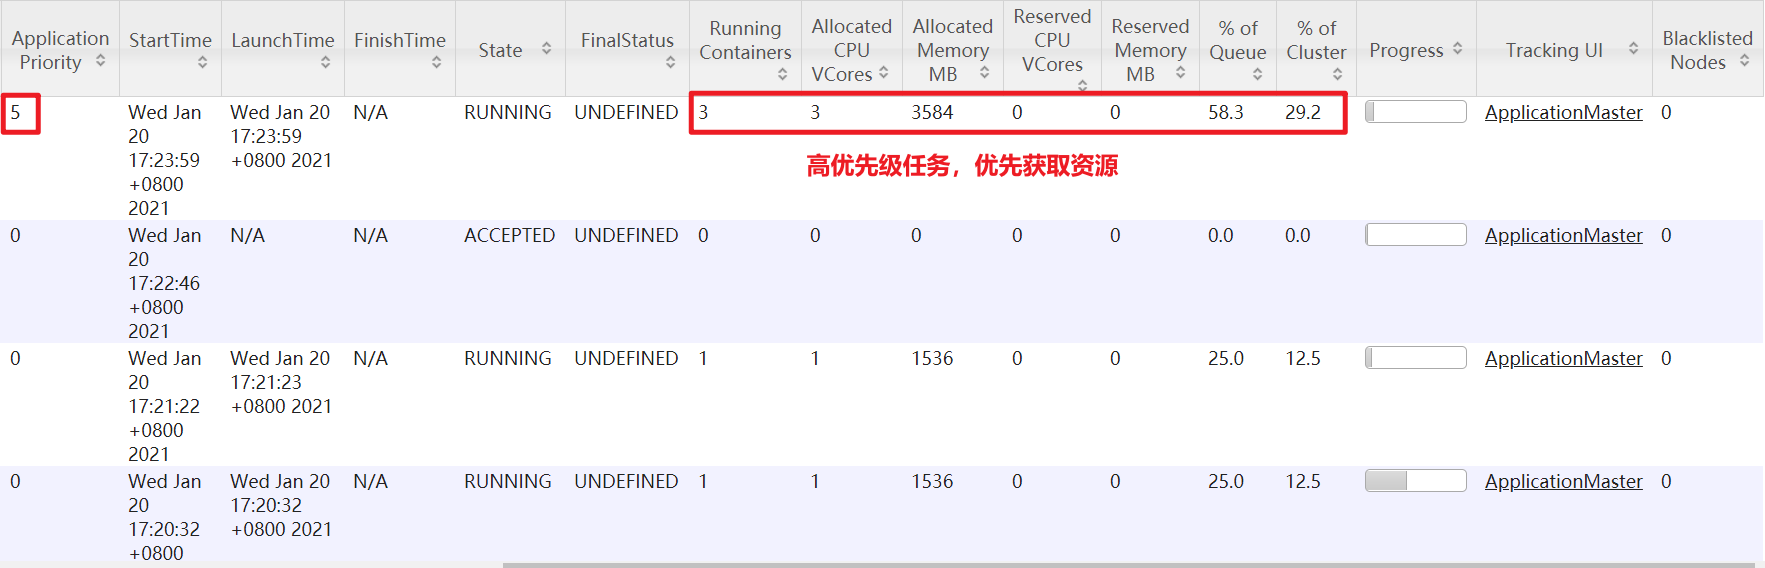 Application Priority StartTime LaunchTime FinishTime State FinalStatus Running Containers Allocated CPU VCores Allocated Memory MB Reserved CPU VCores Reserved Memory MB % of Queue % of Cluster Progress Tracking UI Blacklisted Nodes
5 Wed Jan 20 17:23:59 +0800 2021 Wed Jan 20 17:23:59 +0800 2021 N/A RUNNING UNDEFINED 3 3 3584 0 0 58.3 29.2 ApplicationMaster 0
高优先级任务，优先获取资源
0 Wed Jan 20 17:22:46 +0800 2021 N/A N/A ACCEPTED UNDEFINED 0 0 0 0 0 0.0 0.0 ApplicationMaster 0
0 Wed Jan 20 17:21:22 +0800 2021 Wed Jan 20 17:21:23 +0800 2021 N/A RUNNING UNDEFINED 1 1 1536 0 0 25.0 12.5 ApplicationMaster 0
0 Wed Jan 20 17:20:32 +0800 Wed Jan 20 17:20:32 +0800 2021 N/A RUNNING UNDEFINED 1 1 1536 0 0 25.0 12.5 ApplicationMaster 0